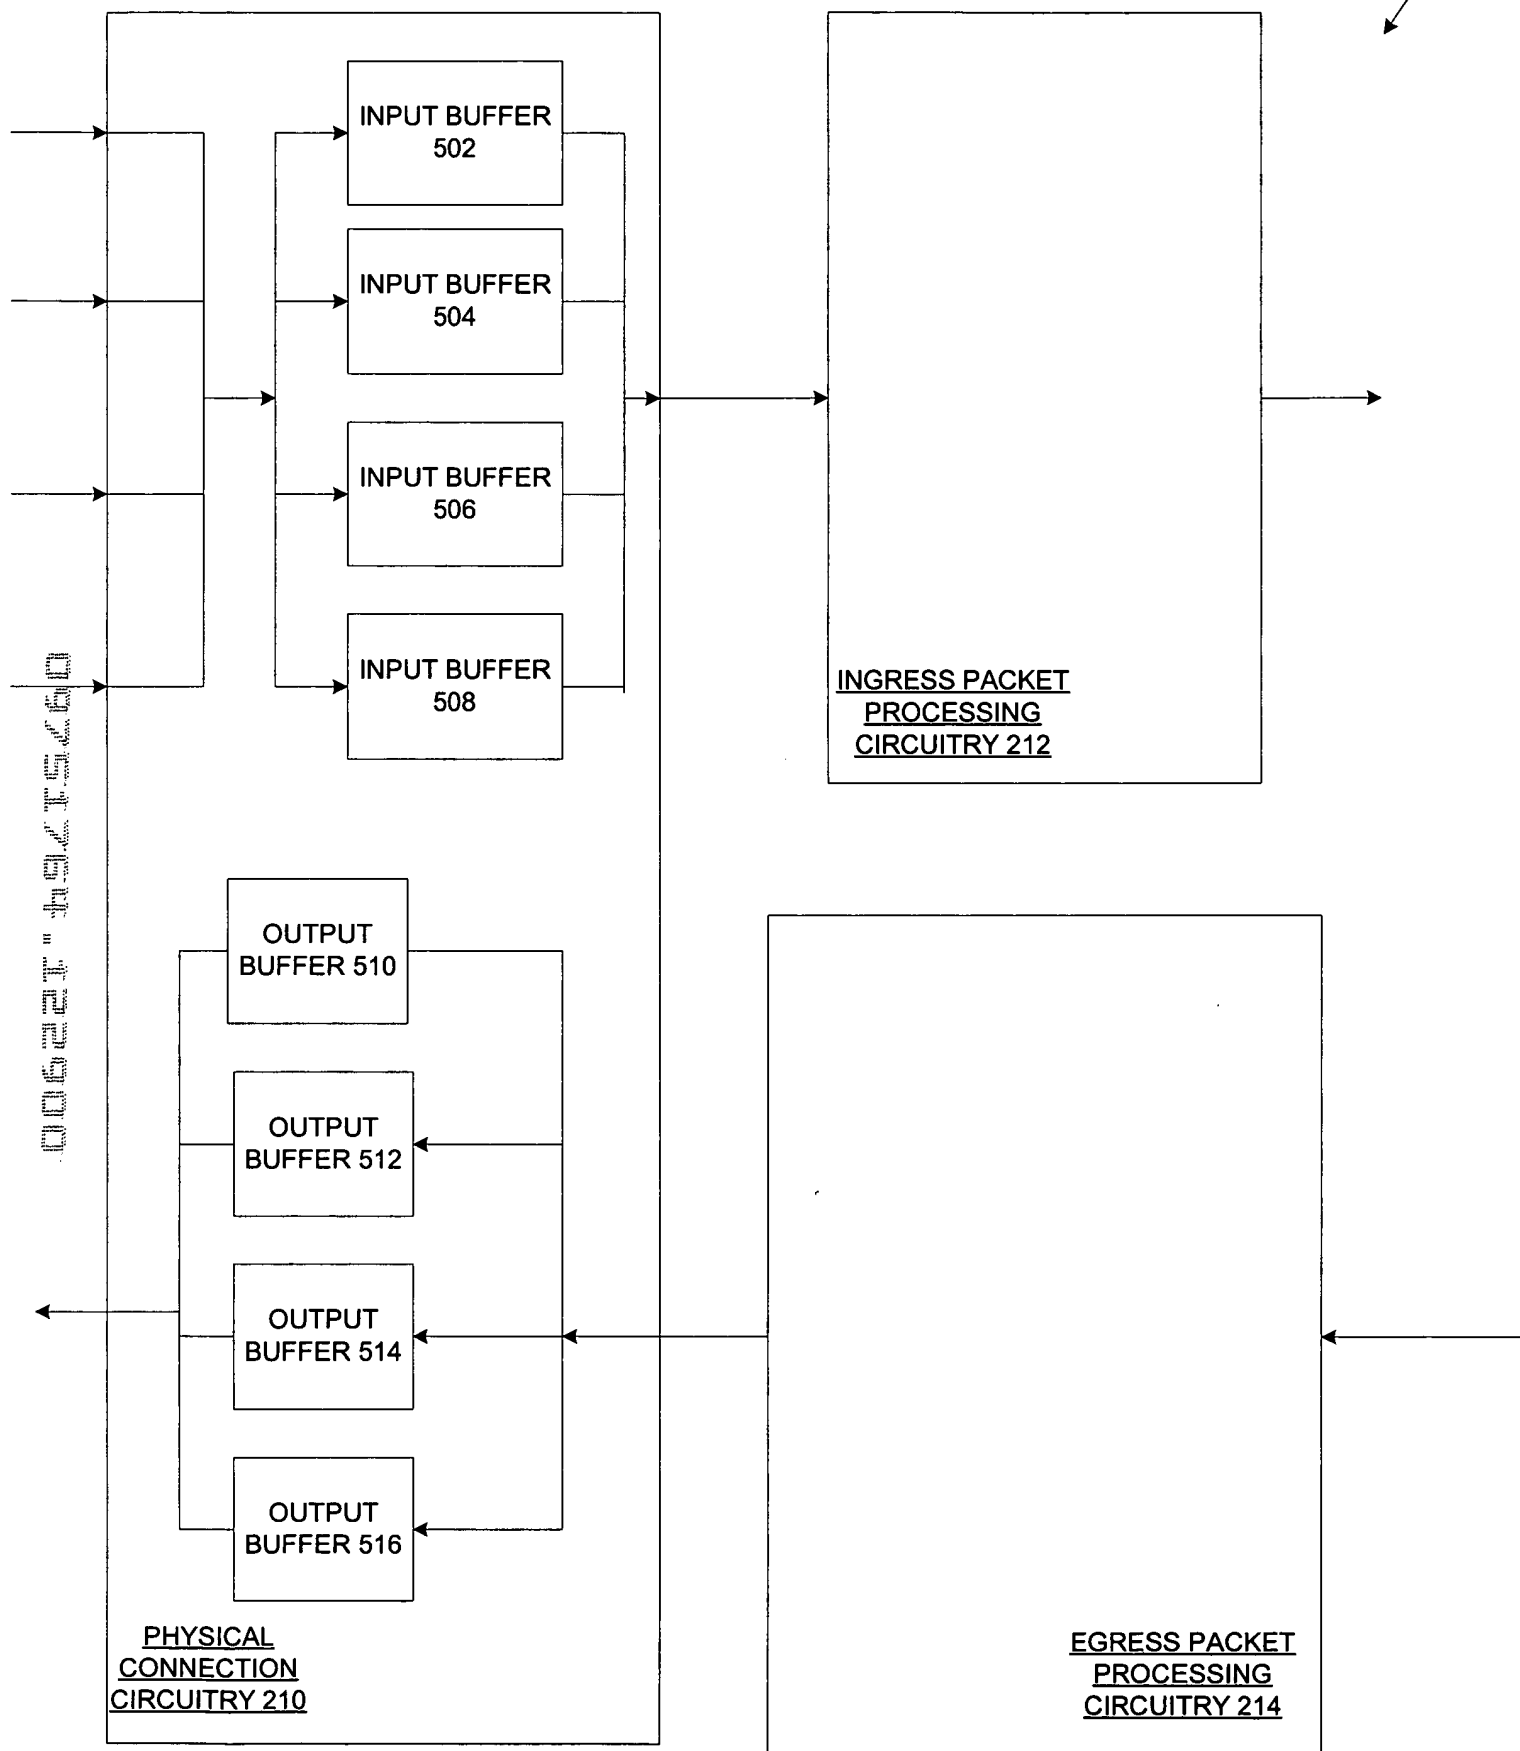 INPUT BUFFER
502
INPUT BUFFER
504
INPUT BUFFER
506
INPUT BUFFER
508
INGRESS PACKET
PROCESSING
CIRCUITRY 212
09751764.122900
OUTPUT
BUFFER 510
OUTPUT
BUFFER 512
OUTPUT
BUFFER 514
OUTPUT
BUFFER 516
PHYSICAL
CONNECTION
CIRCUITRY 210
EGRESS PACKET
PROCESSING
CIRCUITRY 214